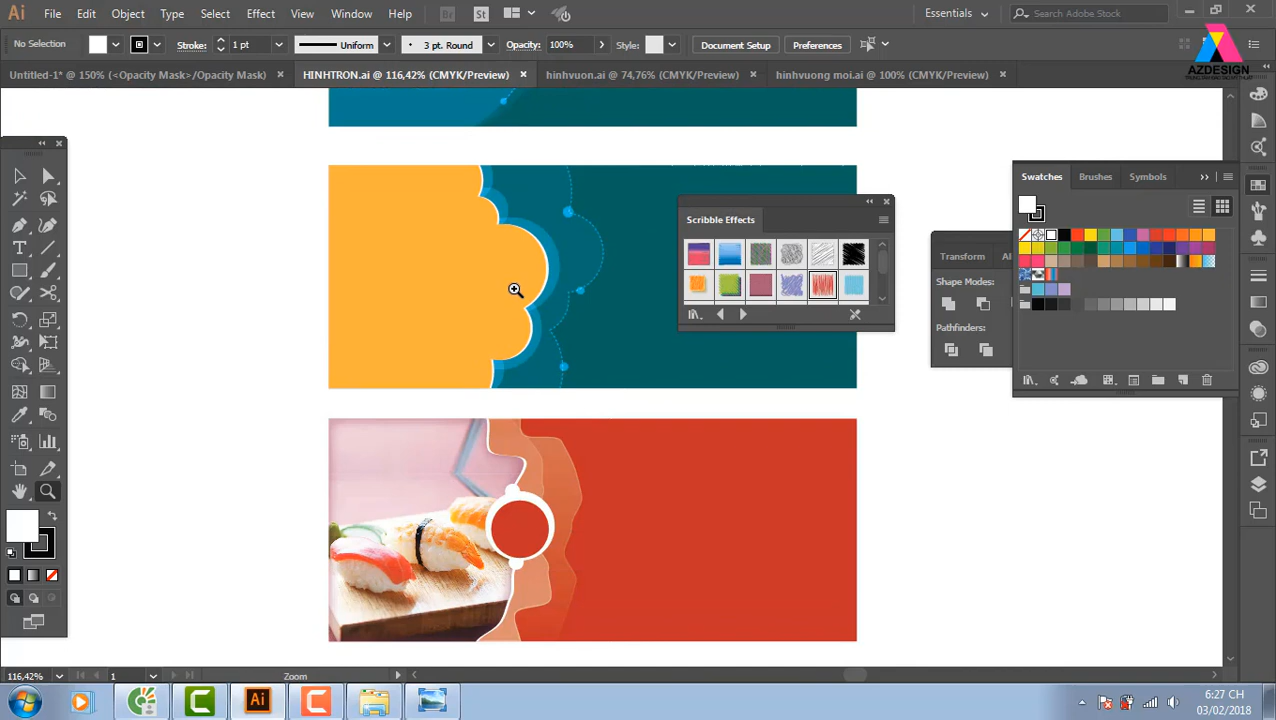 Ai File Edit Object Type Select Effect View Window Help Br St Essentials Search Adobe Stock
No Selection Stroke: 1 pt Uniform 3 pt. Round Opacity: 100% Style: Document Setup Preferences
AZDESIGN
Untitled-1* @ 150% (<Opacity Mask>/Opacity Mask) HINHTRON.ai @ 116,42% (CMYK/Preview) hinhvuon.ai @ 74,76% (CMYK/Preview) hinhvuong moi.ai @ 100% (CMYK/Preview)
Swatches Brushes Symbols
Scribble Effects
Transform
Shape Modes:
Pathfinders:
116,42% 1 Zoom
Ai
6:27 CH
03/02/2018